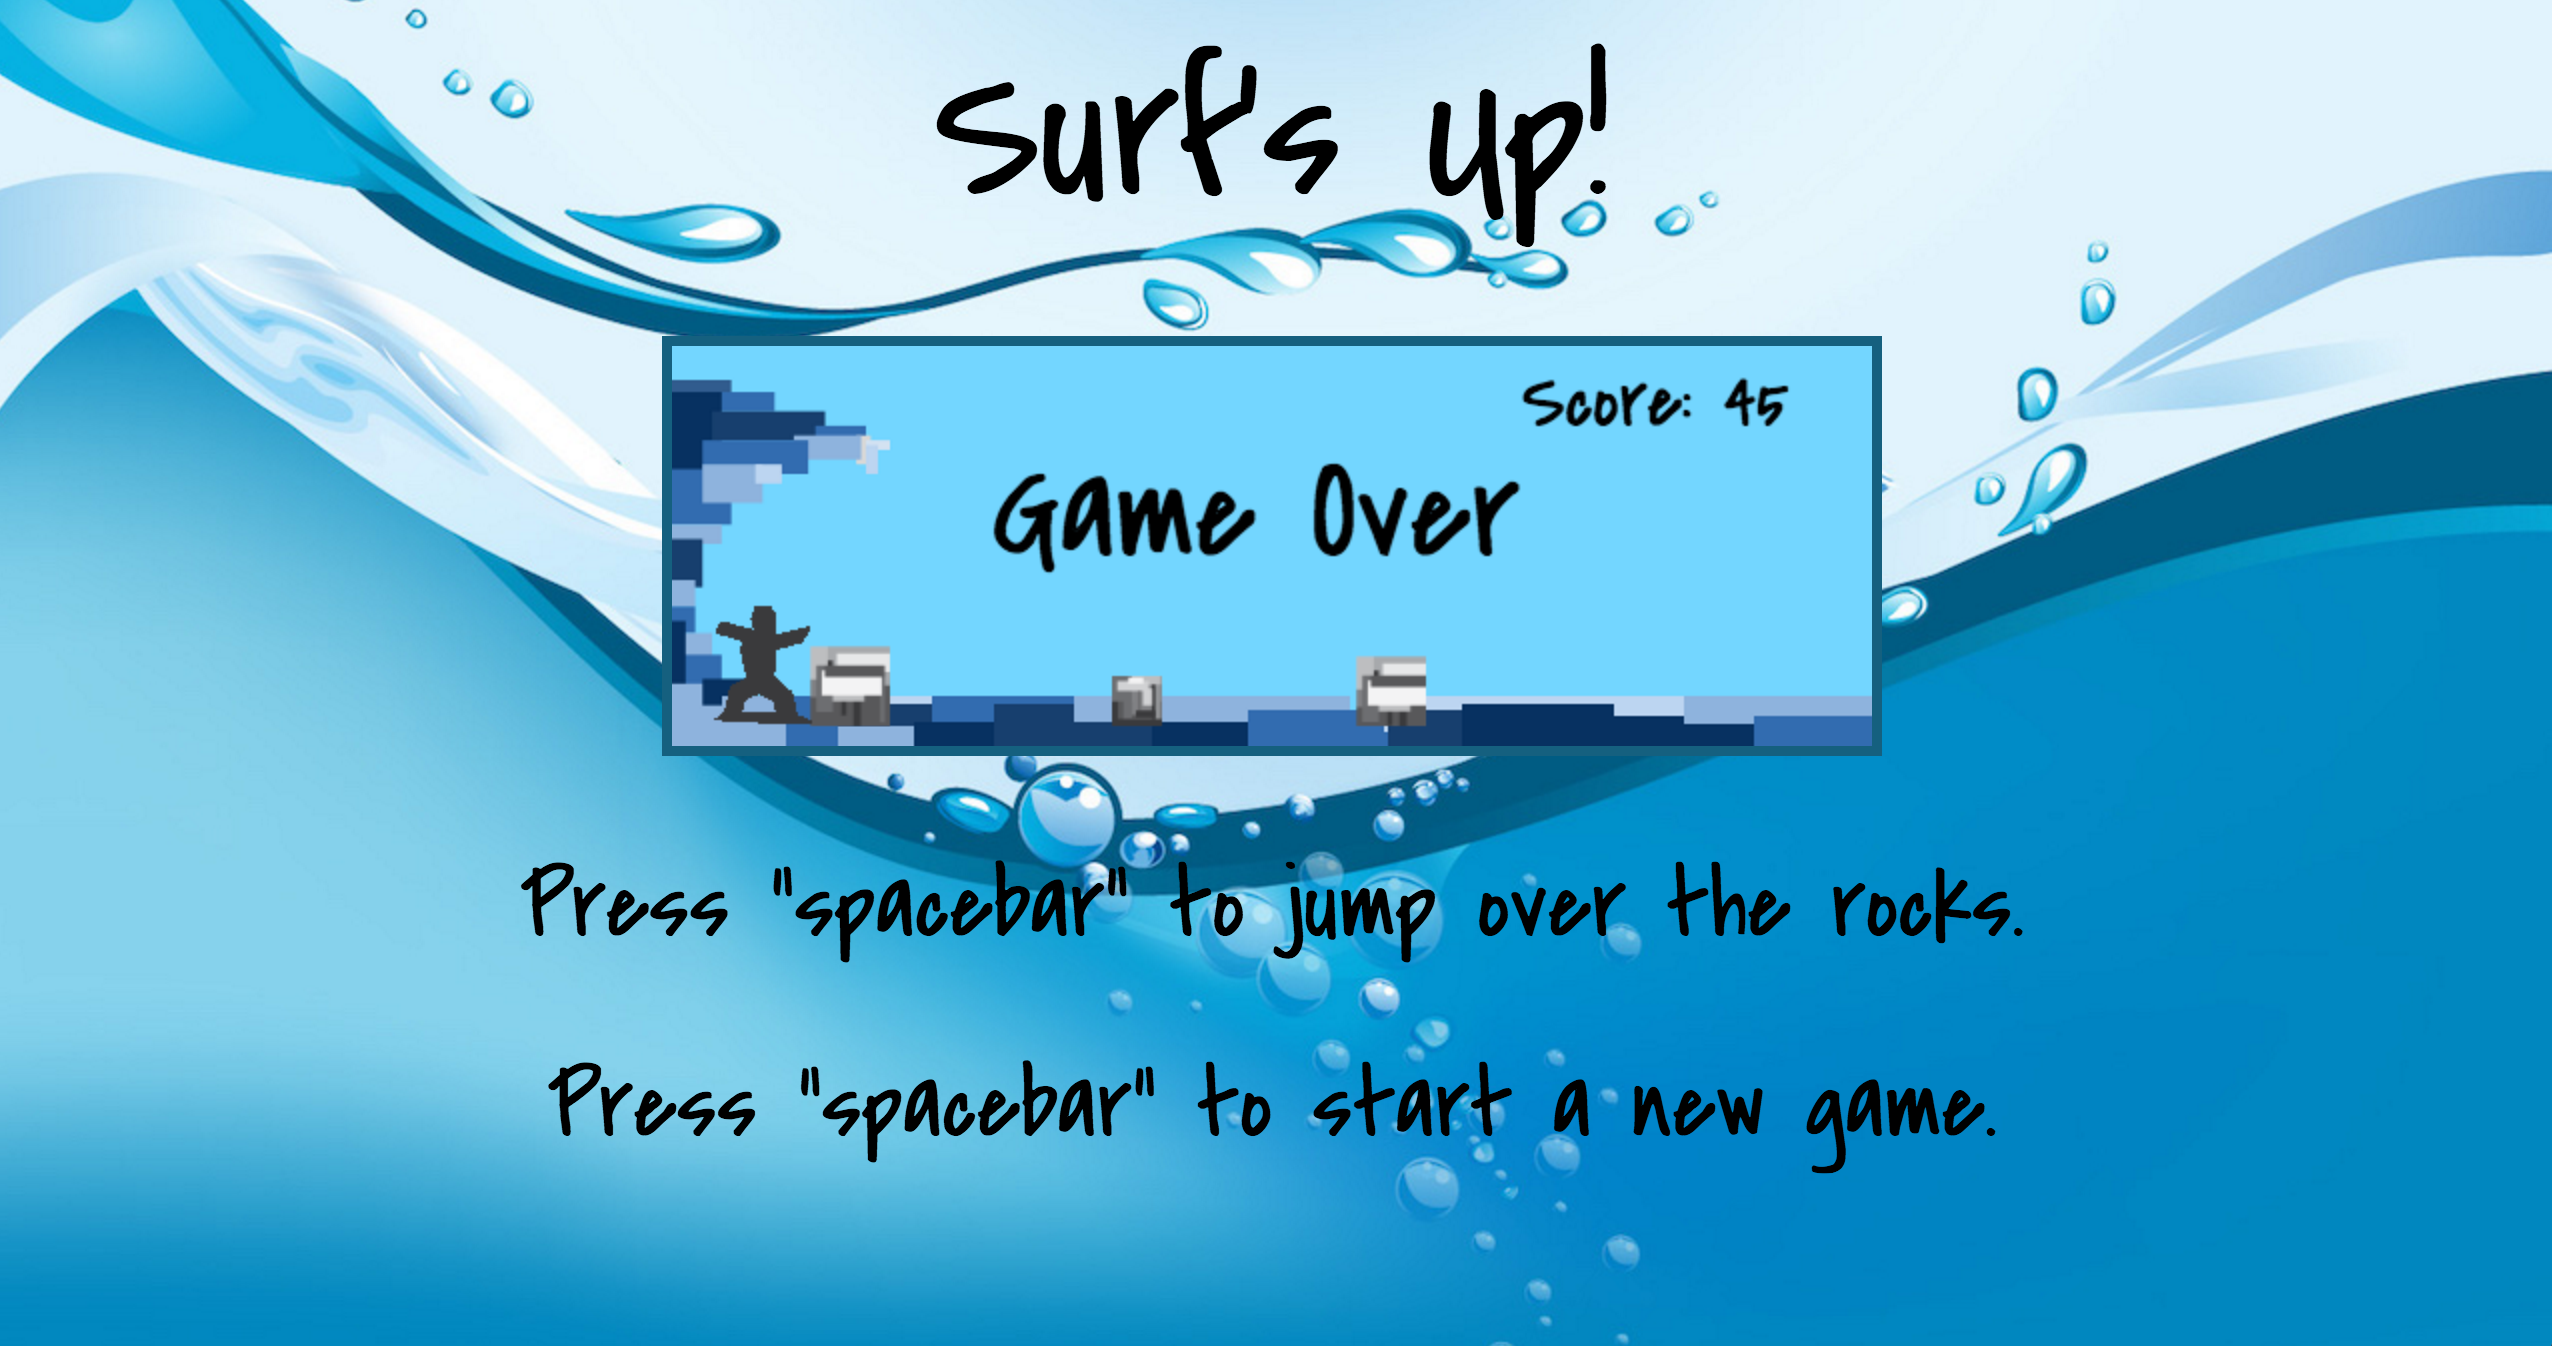 Surf's Up!
Score: 45
Game Over
Press "spacebar" to jump over the rocks.
Press "spacebar" to start a new game.